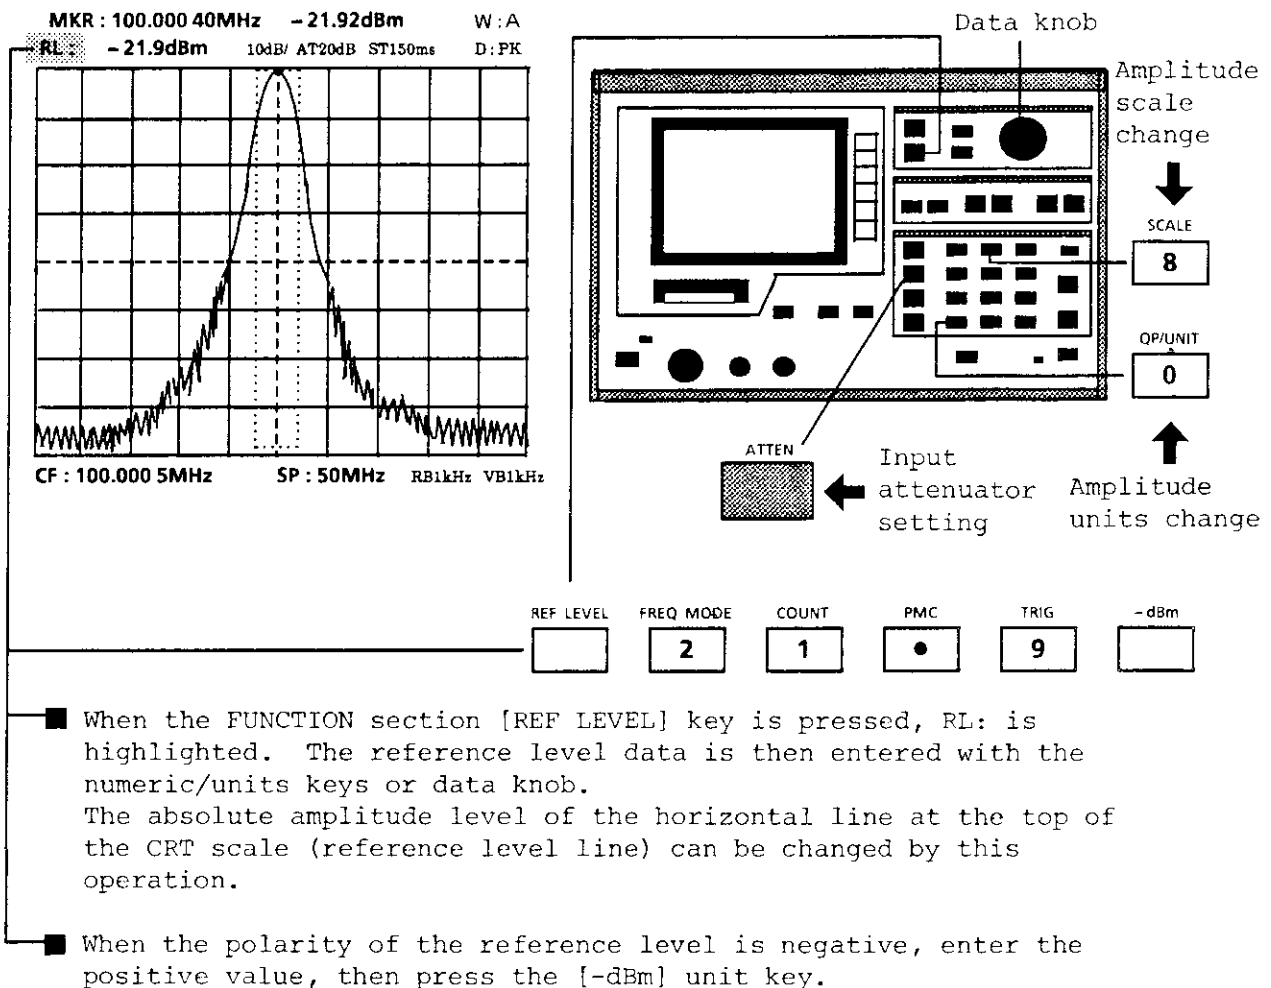 MKR : 100.000 40MHz −21.92dBm W : A
RL : −21.9dBm 10dB/ AT20dB ST150ms D : PK
CF : 100.000 5MHz SP : 50MHz RB1kHz VB1kHz
Data knob
Amplitude
scale
change
SCALE
8
QP/UNIT
0
ATTEN
Input
attenuator
setting
Amplitude
units change
REF LEVEL FREQ MODE COUNT PMC TRIG −dBm
2 1 • 9
■ When the FUNCTION section [REF LEVEL] key is pressed, RL: is
highlighted. The reference level data is then entered with the
numeric/units keys or data knob.
The absolute amplitude level of the horizontal line at the top of
the CRT scale (reference level line) can be changed by this
operation.
■ When the polarity of the reference level is negative, enter the
positive value, then press the [-dBm] unit key.